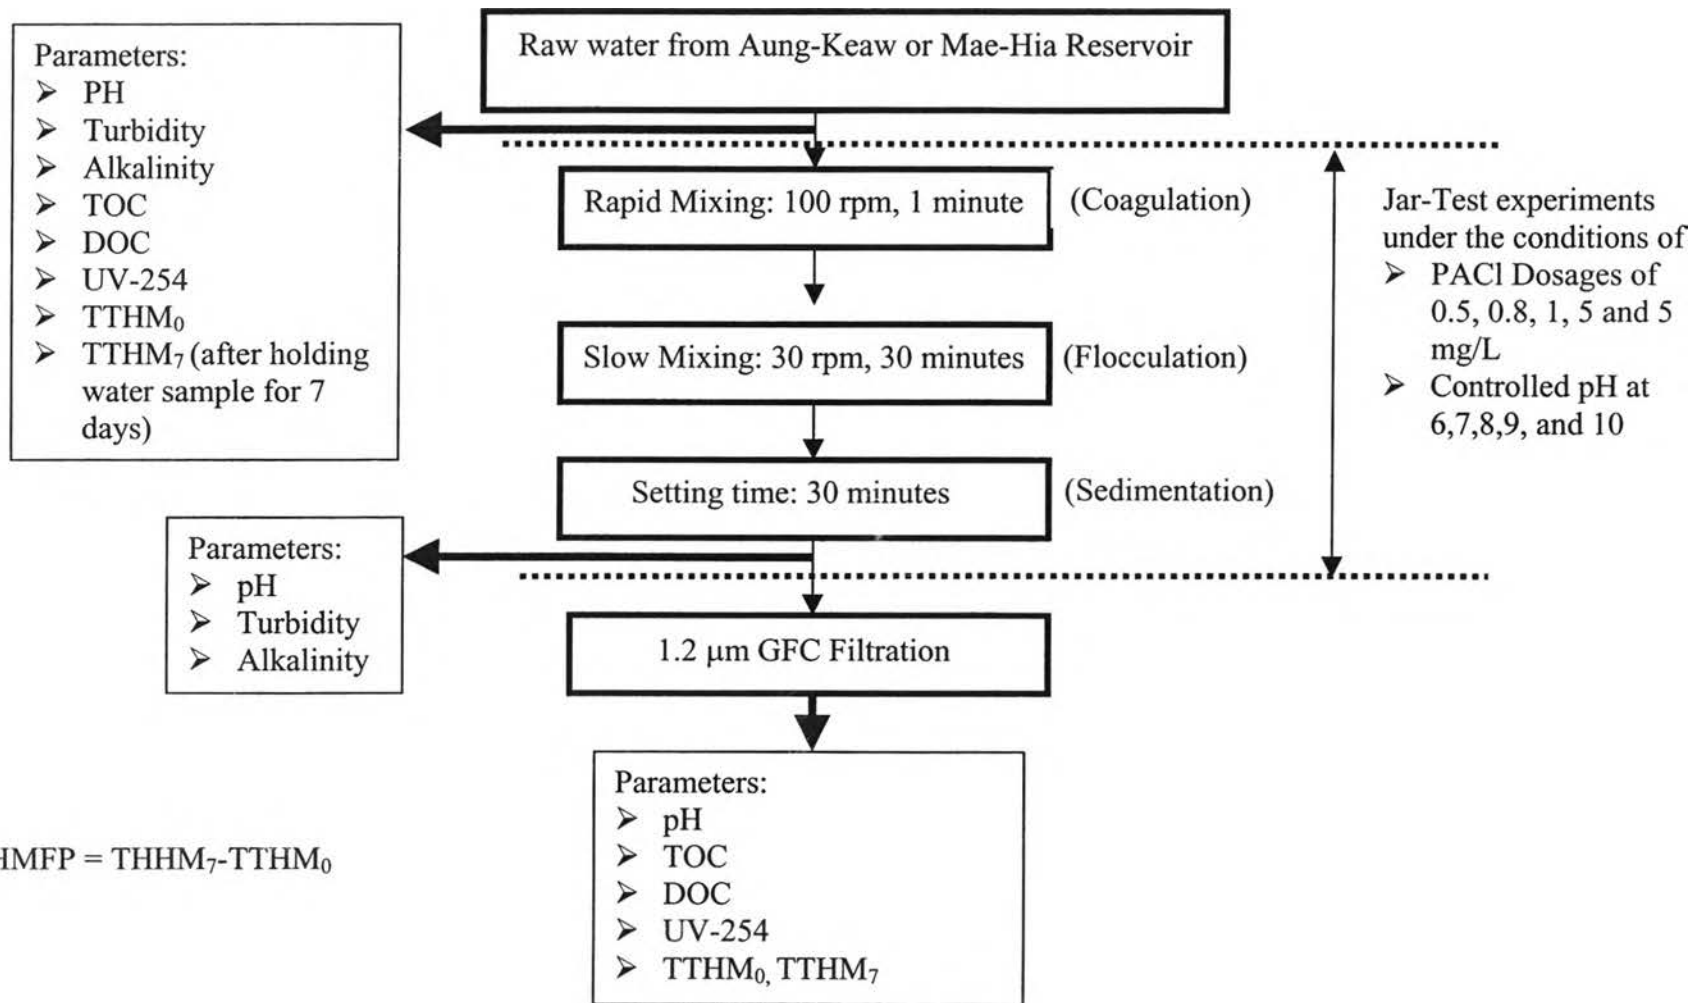 Raw water from Aung-Keaw or Mae-Hia Reservoir
Parameters:
➤ PH
➤ Turbidity
➤ Alkalinity
➤ TOC
➤ DOC
➤ UV-254
➤ TTHM₀
➤ TTHM₇ (after holding
water sample for 7
days)
Rapid Mixing: 100 rpm, 1 minute
(Coagulation)
Slow Mixing: 30 rpm, 30 minutes
(Flocculation)
Setting time: 30 minutes
(Sedimentation)
Jar-Test experiments
under the conditions of
➤ PACl Dosages of
0.5, 0.8, 1, 5 and 5
mg/L
➤ Controlled pH at
6,7,8,9, and 10
Parameters:
➤ pH
➤ Turbidity
➤ Alkalinity
1.2 μm GFC Filtration
Parameters:
➤ pH
➤ TOC
➤ DOC
➤ UV-254
➤ TTHM₀, TTHM₇
HMFP = THHM₇-TTHM₀